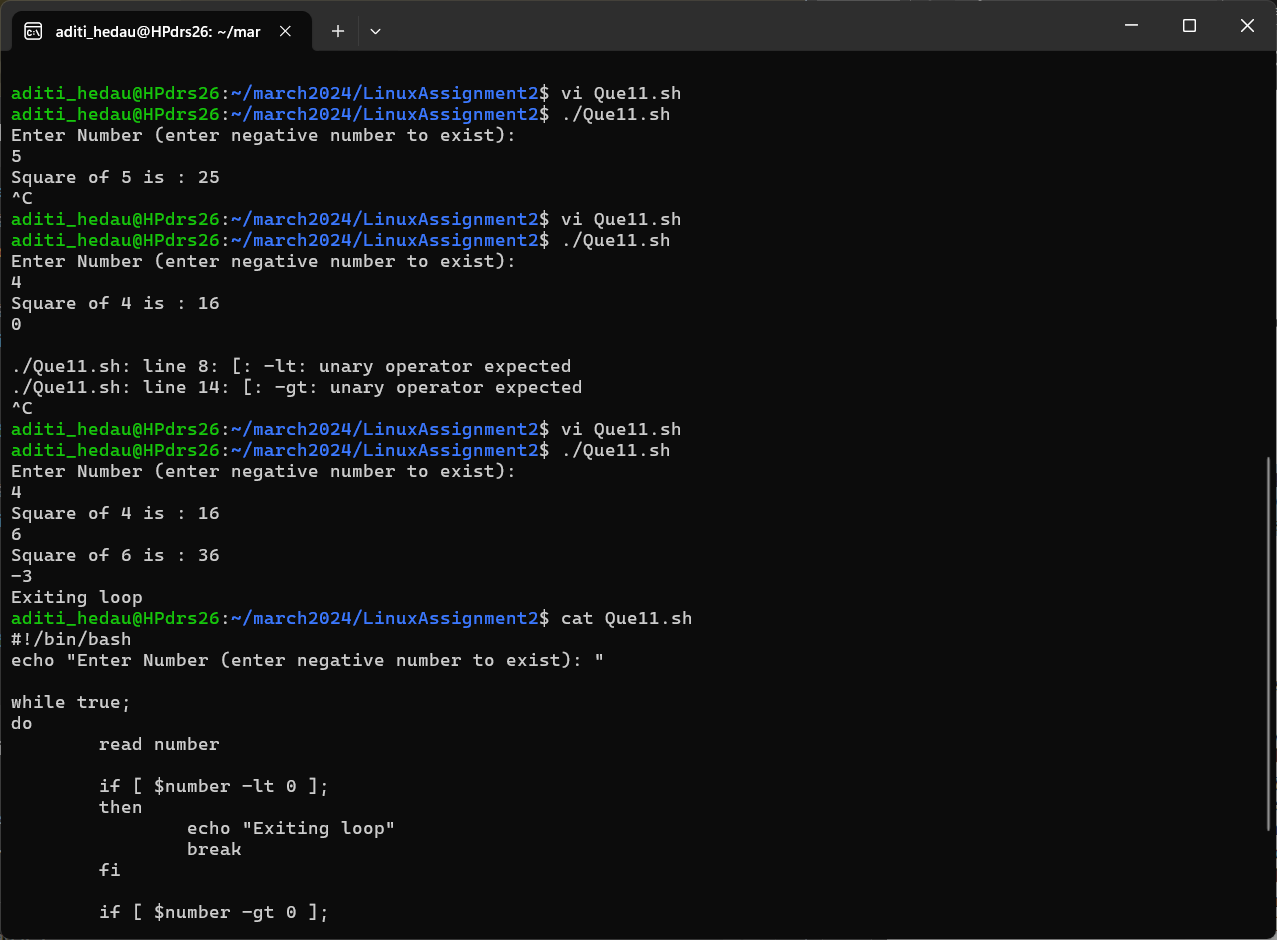 aditi_hedau@HPdrs26: ~/mar
aditi_hedau@HPdrs26:~/march2024/LinuxAssignment2$ vi Que11.sh
aditi_hedau@HPdrs26:~/march2024/LinuxAssignment2$ ./Que11.sh
Enter Number (enter negative number to exist):
5
Square of 5 is : 25
^C
aditi_hedau@HPdrs26:~/march2024/LinuxAssignment2$ vi Que11.sh
aditi_hedau@HPdrs26:~/march2024/LinuxAssignment2$ ./Que11.sh
Enter Number (enter negative number to exist):
4
Square of 4 is : 16
0

./Que11.sh: line 8: [: -lt: unary operator expected
./Que11.sh: line 14: [: -gt: unary operator expected
^C
aditi_hedau@HPdrs26:~/march2024/LinuxAssignment2$ vi Que11.sh
aditi_hedau@HPdrs26:~/march2024/LinuxAssignment2$ ./Que11.sh
Enter Number (enter negative number to exist):
4
Square of 4 is : 16
6
Square of 6 is : 36
-3
Exiting loop
aditi_hedau@HPdrs26:~/march2024/LinuxAssignment2$ cat Que11.sh
#!/bin/bash
echo "Enter Number (enter negative number to exist): "

while true;
do
        read number

        if [ $number -lt 0 ];
        then
                echo "Exiting loop"
                break
        fi

        if [ $number -gt 0 ];